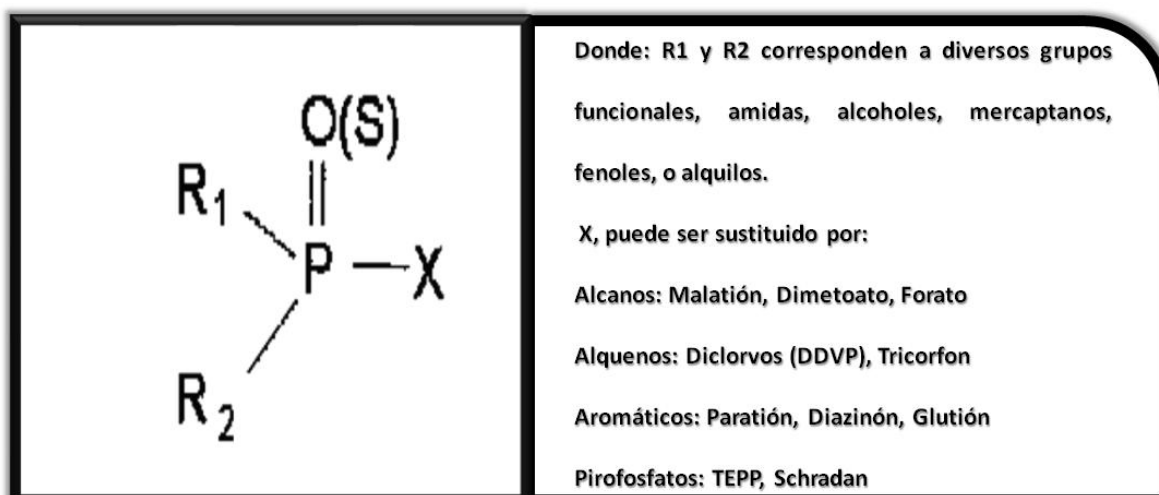 O(S)
R1
P — X
R2
Donde: R1 y R2 corresponden a diversos grupos
funcionales, amidas, alcoholes, mercaptanos,
fenoles, o alquilos.
X, puede ser sustituido por:
Alcanos: Malatión, Dimetoato, Forato
Alquenos: Diclorvos (DDVP), Tricorfon
Aromáticos: Paratión, Diazinón, Glutión
Pirofosfatos: TEPP, Schradan